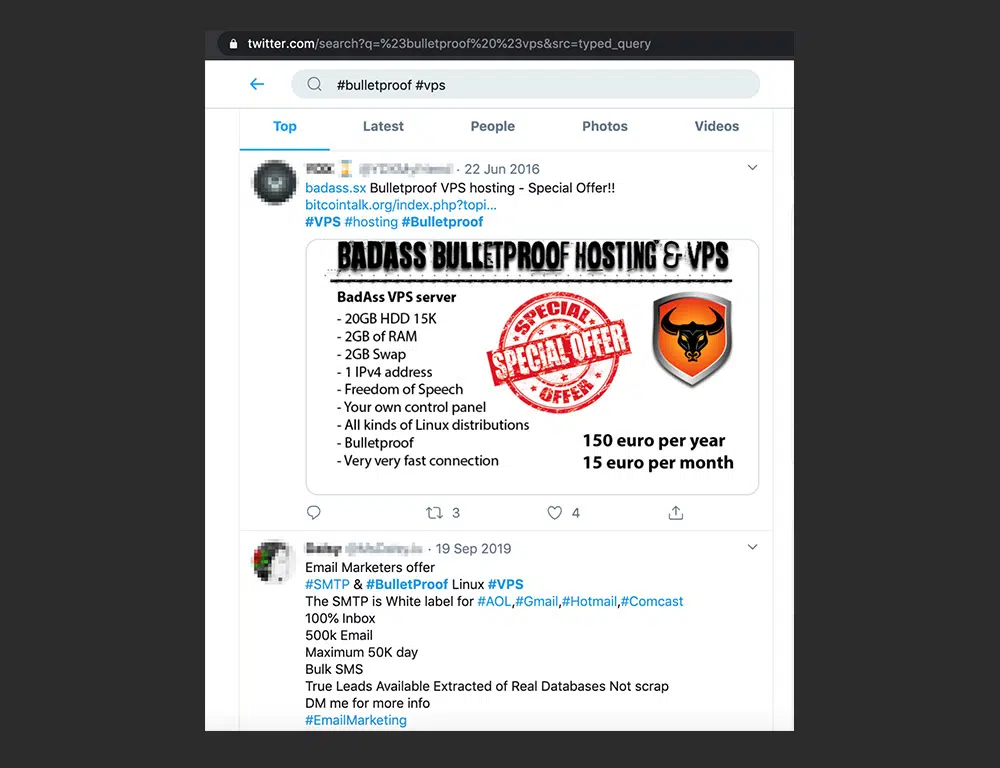 twitter.com/search?q=%23bulletproof%20%23vps&src=typed_query
#bulletproof #vps
Top Latest People Photos Videos
· 22 Jun 2016
badass.sx Bulletproof VPS hosting - Special Offer!!
bitcointalk.org/index.php?topi...
#VPS #hosting #Bulletproof
BADASS BULLETPROOF HOSTING & VPS
BadAss VPS server
- 20GB HDD 15K
- 2GB of RAM
- 2GB Swap
- 1 IPv4 address
- Freedom of Speech
- Your own control panel
- All kinds of Linux distributions
- Bulletproof
- Very very fast connection
SPECIAL
SPECIAL OFFER
OFFER
150 euro per year
15 euro per month
3 4
· 19 Sep 2019
Email Marketers offer
#SMTP & #BulletProof Linux #VPS
The SMTP is White label for #AOL,#Gmail,#Hotmail,#Comcast
100% Inbox
500k Email
Maximum 50K day
Bulk SMS
True Leads Available Extracted of Real Databases Not scrap
DM me for more info
#EmailMarketing